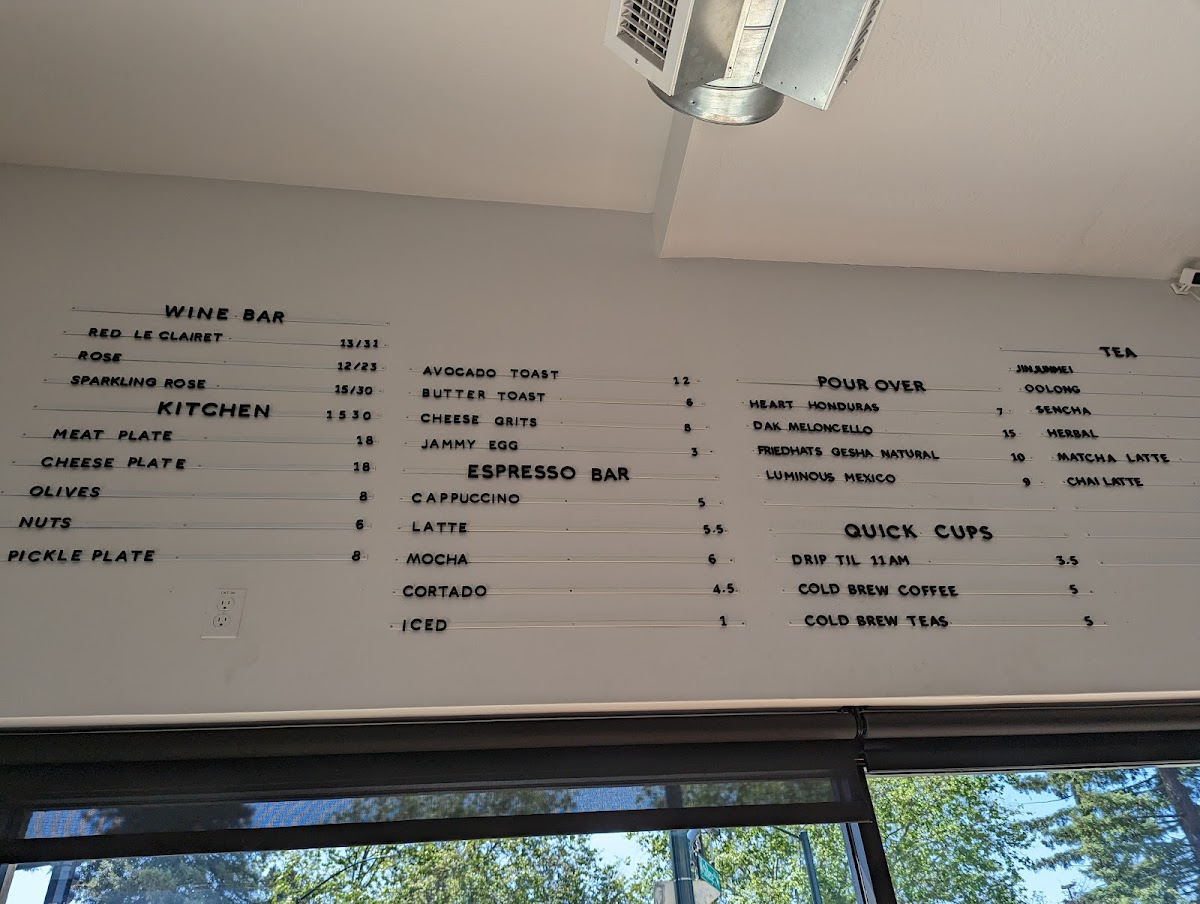 WINE BAR
RED LE CLAIRET 13/31
ROSE 12/23
SPARKLING ROSE 15/30
KITCHEN 1530
MEAT PLATE 18
CHEESE PLATE 18
OLIVES 8
NUTS 6
PICKLE PLATE 8
AVOCADO TOAST 12
BUTTER TOAST 6
CHEESE GRITS 8
JAMMY EGG 3
ESPRESSO BAR
CAPPUCCINO 5
LATTE 5.5
MOCHA 6
CORTADO 4.5
ICED 1
POUR OVER
HEART HONDURAS 7
DAK MELONCELLO 15
FRIEDHATS GESHA NATURAL 10
LUMINOUS MEXICO 9
QUICK CUPS
DRIP TIL 11AM 3.5
COLD BREW COFFEE 5
COLD BREW TEAS 5
TEA
JINJUNMEI
OOLONG
SENCHA
HERBAL
MATCHA LATTE
CHAI LATTE